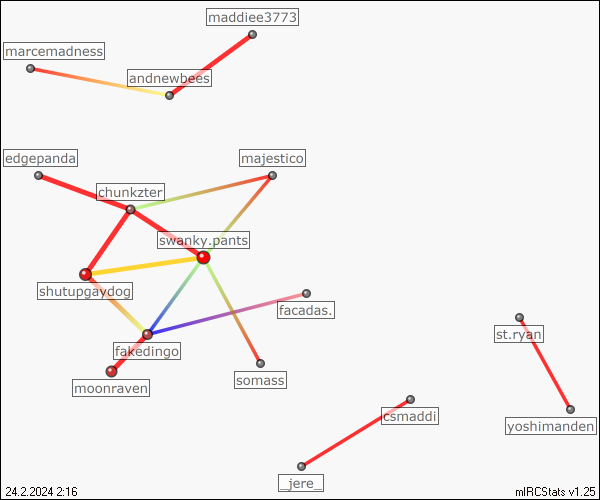 maddiee3773
marcemadness
andnewbees
edgepanda
majestico
chunkzter
swanky.pants
shutupgaydog
facadas.
st.ryan
fakedingo
somass
moonraven
csmaddi
yoshimanden
_jere_
24.2.2024 2:16
mIRCStats v1.25